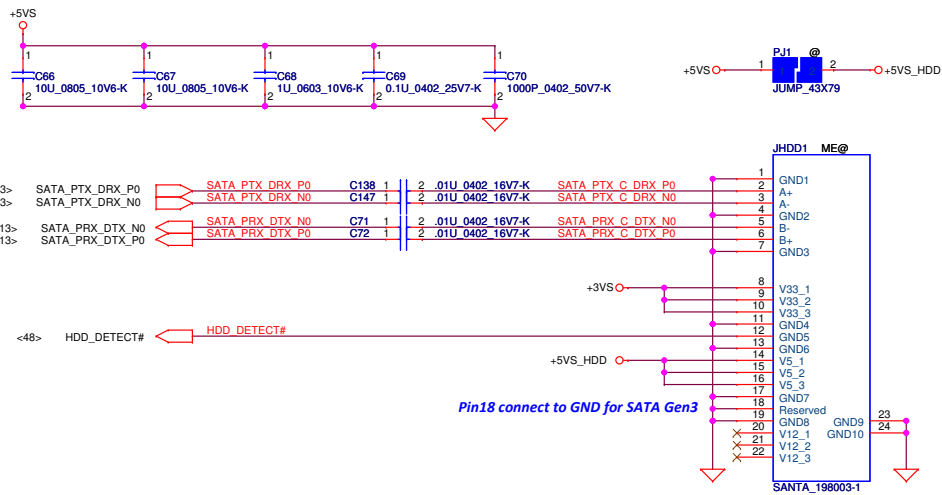 +5VS
1 1 1 1 1
C66 C67 C68 C69 C70
10U_0805_10V6-K 10U_0805_10V6-K 1U_0603_10V6-K 0.1U_0402_25V7-K 1000P_0402_50V7-K
2 2 2 2 2
PJ1 @
+5VS 1 1 2 2 +5VS_HDD
JUMP_43X79
JHDD1 ME@
1 GND1
3> SATA_PTX_DRX_P0 SATA_PTX_DRX_P0 C138 1 2 .01U_0402_16V7-K SATA_PTX_C_DRX_P0 2 A+
3> SATA_PTX_DRX_N0 SATA_PTX_DRX_N0 C147 1 2 .01U_0402_16V7-K SATA_PTX_C_DRX_N0 3 A-
4 GND2
13> SATA_PRX_DTX_N0 SATA_PRX_DTX_N0 C71 1 2 .01U_0402_16V7-K SATA_PRX_C_DTX_N0 5 B-
13> SATA_PRX_DTX_P0 SATA_PRX_DTX_P0 C72 1 2 .01U_0402_16V7-K SATA_PRX_C_DTX_P0 6 B+
7 GND3
+3VS 8 V33_1
9 V33_2
10 V33_3
11 GND4
<48> HDD_DETECT# HDD_DETECT# 12 GND5
13 GND6
+5VS_HDD 14 V5_1
15 V5_2
16 V5_3
17 GND7
Pin18 connect to GND for SATA Gen3 18 Reserved
19 GND8 GND9 23
20 V12_1 GND10 24
21 V12_2
22 V12_3
SANTA_198003-1